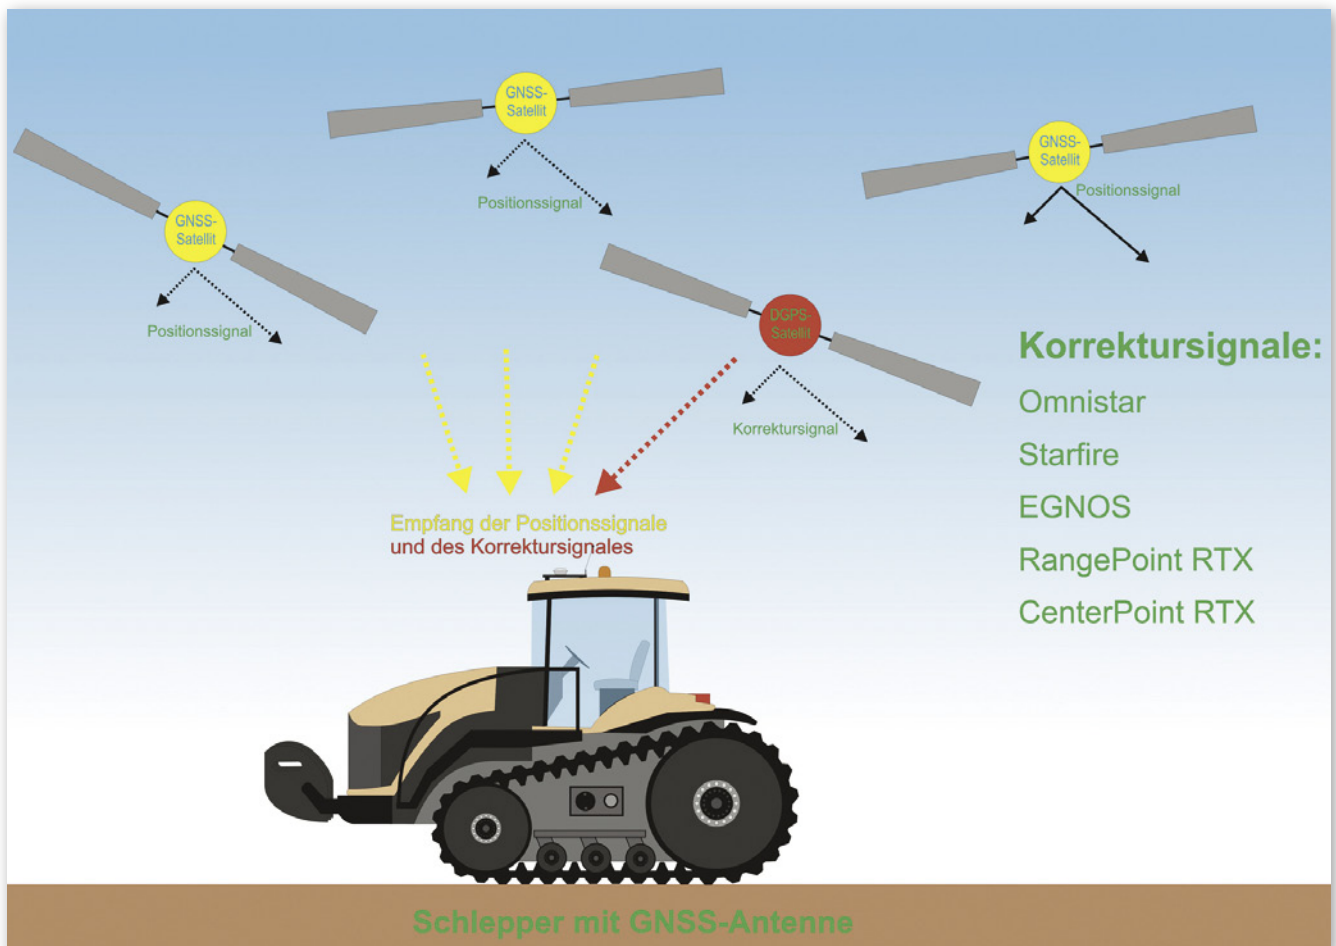 GNSS-
Satellit
Positionssignal
GNSS-
Satellit
Positionssignal
GNSS-
Satellit
Positionssignal
DGPS-
Satellit
Korrektursignal
Korrektursignale:
Omnistar
Starfire
EGNOS
RangePoint RTX
CenterPoint RTX
Empfang der Positionssignale
und des Korrektursignales
Schlepper mit GNSS-Antenne